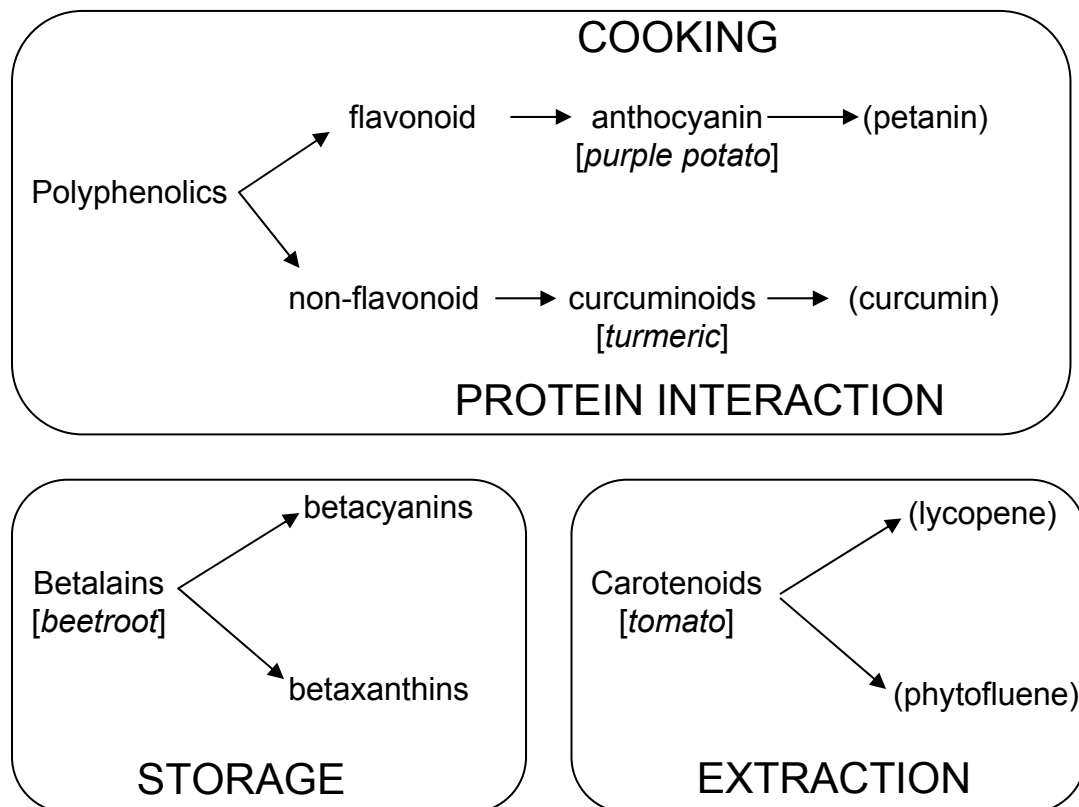 COOKING
flavonoid anthocyanin (petanin)
[purple potato]
Polyphenolics
non-flavonoid curcuminoids (curcumin)
[turmeric]
PROTEIN INTERACTION
betacyanins
Betalains
[beetroot]
betaxanthins
STORAGE
(lycopene)
Carotenoids
[tomato]
(phytofluene)
EXTRACTION